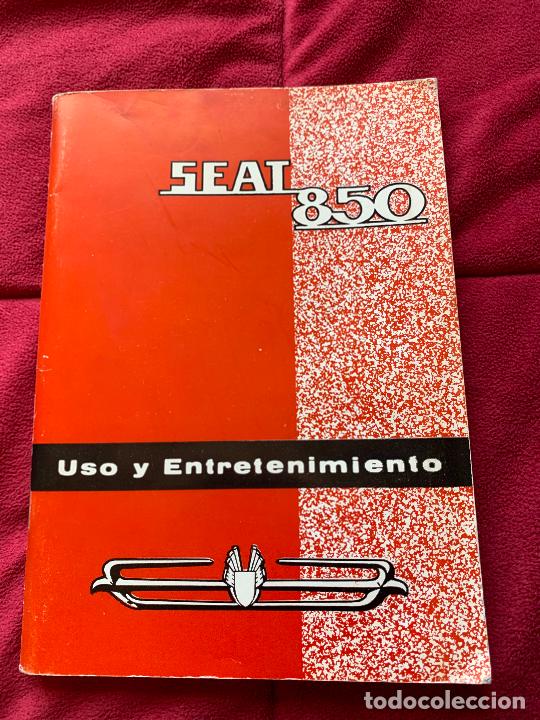 SEAT
850
Uso y Entretenimiento
todocoleccion